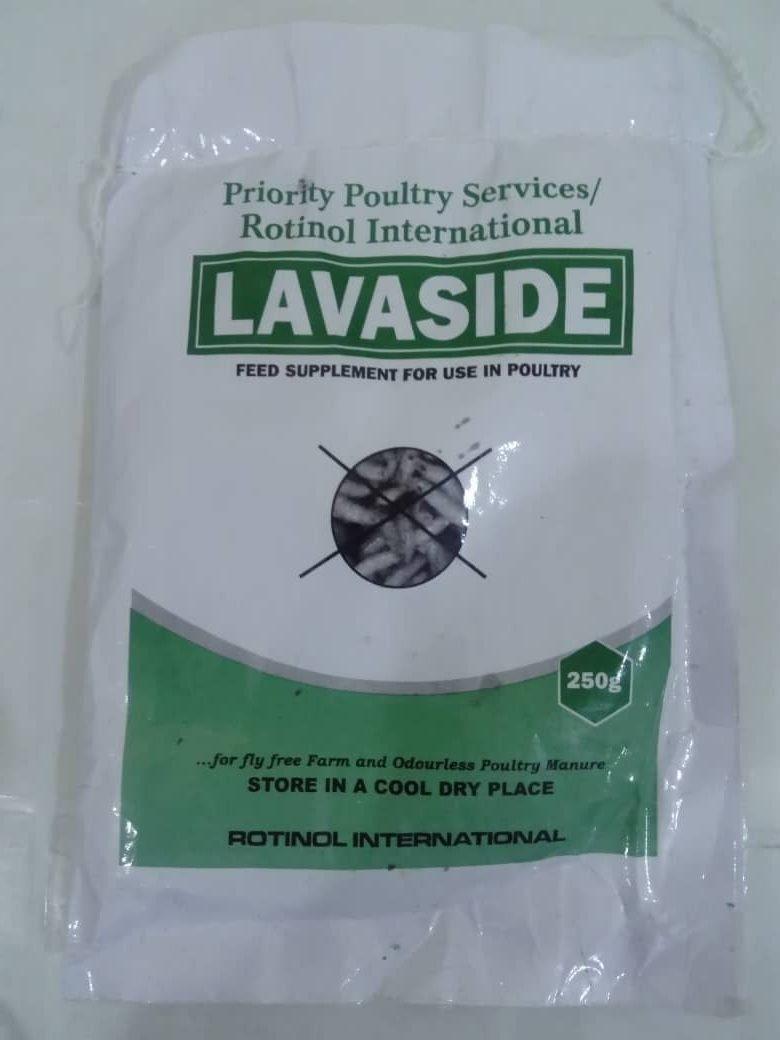 Priority Poultry Services/
Rotinol International
LAVASIDE
FEED SUPPLEMENT FOR USE IN POULTRY
250g
...for fly free Farm and Odourless Poultry Manure
STORE IN A COOL DRY PLACE
ROTINOL INTERNATIONAL